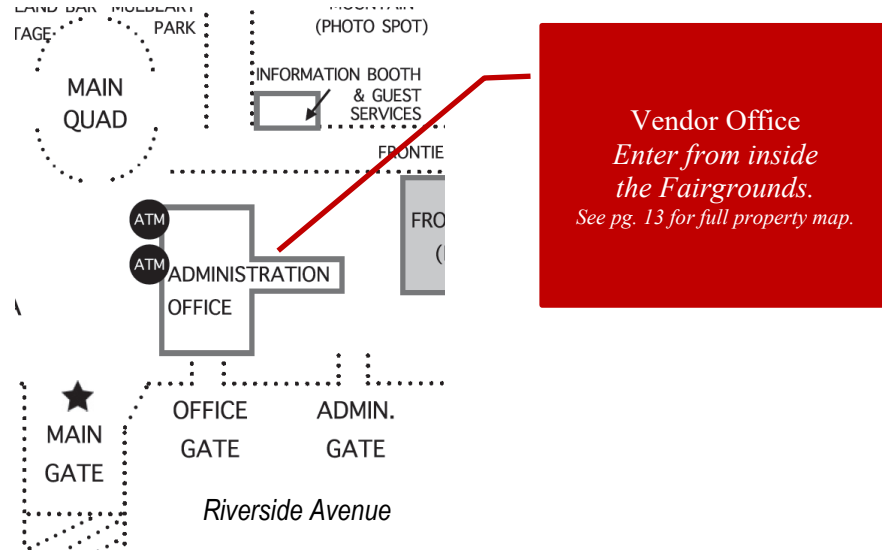 PARK
(PHOTO SPOT)
MAIN
QUAD
INFORMATION BOOTH
& GUEST
SERVICES
ATM
ATM
ADMINISTRATION
OFFICE
MAIN
GATE
OFFICE
GATE
ADMIN.
GATE
Riverside Avenue
Vendor Office
Enter from inside
the Fairgrounds.
See pg. 13 for full property map.